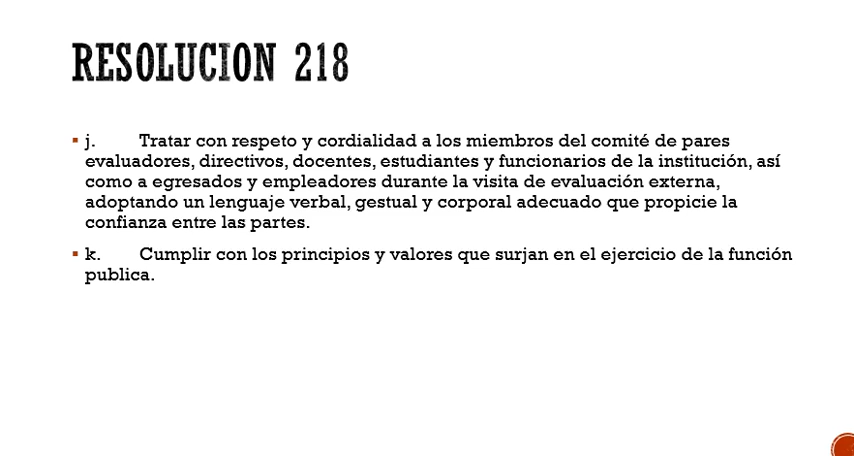 RESOLUCION 218
▪ j. Tratar con respeto y cordialidad a los miembros del comité de pares
evaluadores, directivos, docentes, estudiantes y funcionarios de la institución, así
como a egresados y empleadores durante la visita de evaluación externa,
adoptando un lenguaje verbal, gestual y corporal adecuado que propicie la
confianza entre las partes.
▪ k. Cumplir con los principios y valores que surjan en el ejercicio de la función
publica.